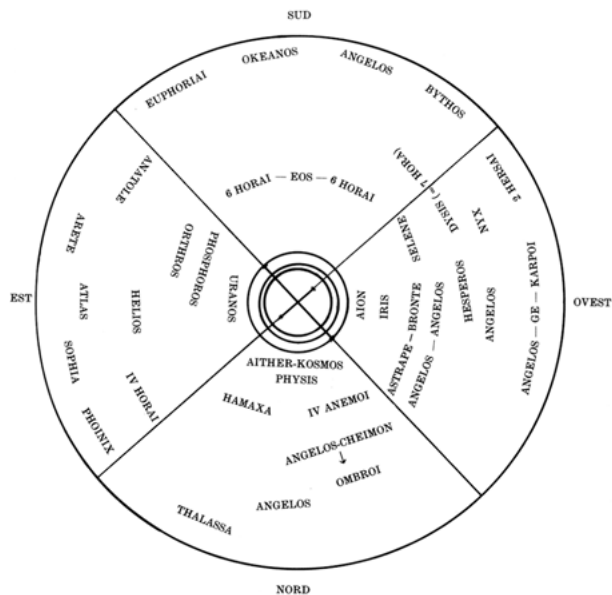 SUD
EUPHORIAI
OKEANOS
ANGELOS
BYTHOS
6 HORAI — EOS — 6 HORAI
EST
ANATOLE
ARETE
ATLAS
SOPHIA
PHOINIX
ORTHROS
PHOSPHOROS
URANOS
HELIOS
IV HORAI
OVEST
2 HERSAI
DYSIS (= 7 HORA)
NYX
SELENE
HESPEROS
ANGELOS
AION
IRIS
ASTRAPE – BRONTE
ANGELOS — ANGELOS
ANGELOS — GE — KARPOI
AITHER-KOSMOS
PHYSIS
HAMAXA
IV ANEMOI
ANGELOS-CHEIMON
↓
OMBROI
ANGELOS
THALASSA
NORD